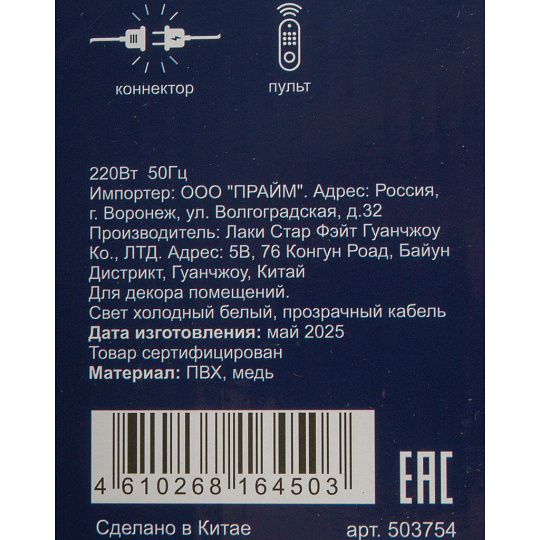 коннектор пульт
220Вт 50Гц
Импортер: ООО "ПРАЙМ". Адрес: Россия,
г. Воронеж, ул. Волгоградская, д.32
Производитель: Лаки Стар Фэйт Гуанчжоу
Ко., ЛТД. Адрес: 5В, 76 Конгун Роад, Байун
Дистрикт, Гуанчжоу, Китай
Для декора помещений.
Свет холодный белый, прозрачный кабель
Дата изготовления: май 2025
Товар сертифицирован
Материал: ПВХ, медь
4 610268 164503
EAC
Сделано в Китае арт. 503754